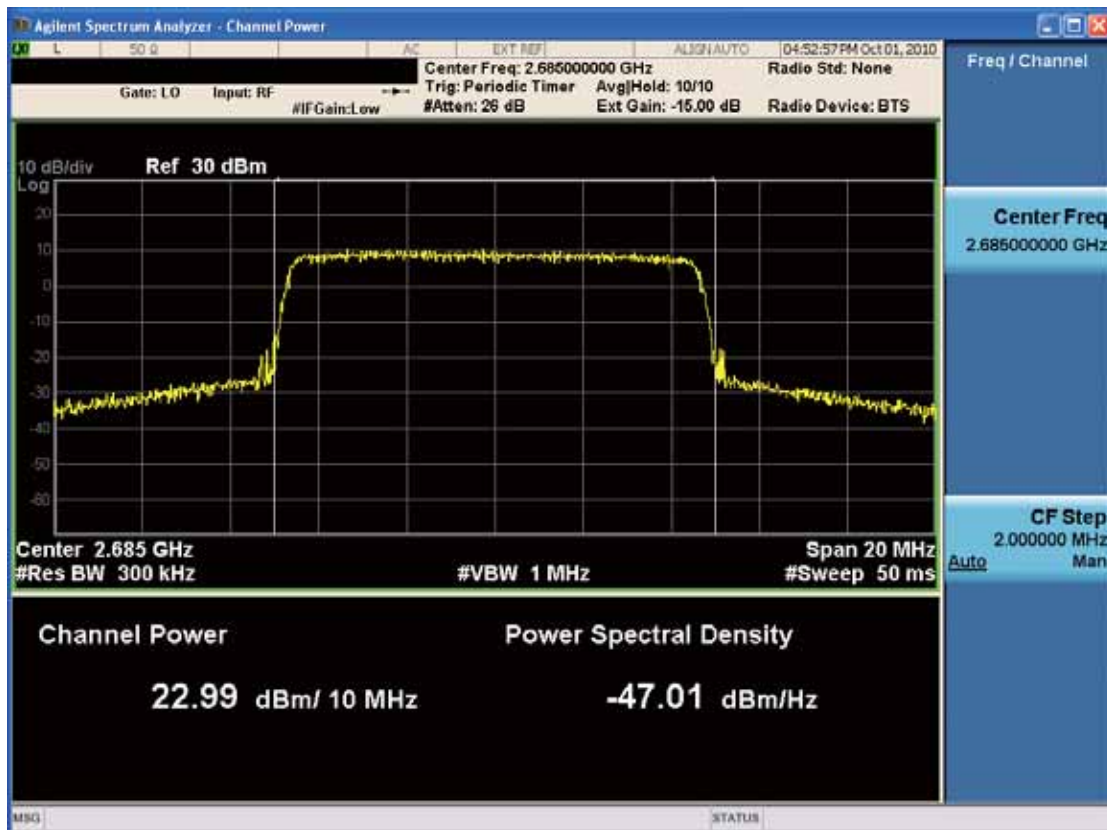 Agilent Spectrum Analyzer - Channel Power
L 50 Ω AC EXT REF ALIGN AUTO 04:52:57 PM Oct 01, 2010
Center Freq: 2.685000000 GHz Radio Std: None
Gate: LO Input: RF Trig: Periodic Timer Avg|Hold: 10/10
#IFGain:Low #Atten: 26 dB Ext Gain: -15.00 dB Radio Device: BTS
10 dB/div Ref 30 dBm
Log
20
10
0
-10
-20
-30
-40
-50
-60
Center 2.685 GHz Span 20 MHz
#Res BW 300 kHz #VBW 1 MHz #Sweep 50 ms
Channel Power Power Spectral Density
22.99 dBm/ 10 MHz -47.01 dBm/Hz
MSG STATUS
Freq / Channel
Center Freq
2.685000000 GHz
CF Step
2.000000 MHz
Auto Man